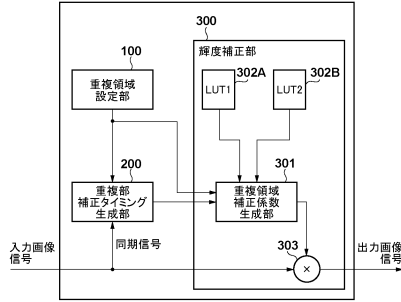 300
輝度補正部
100
重複領域
設定部
302A
LUT1
302B
LUT2
200
重複部
補正タイミング
生成部
301
重複領域
補正係数
生成部
入力画像
信号
同期信号
303
×
出力画像
信号